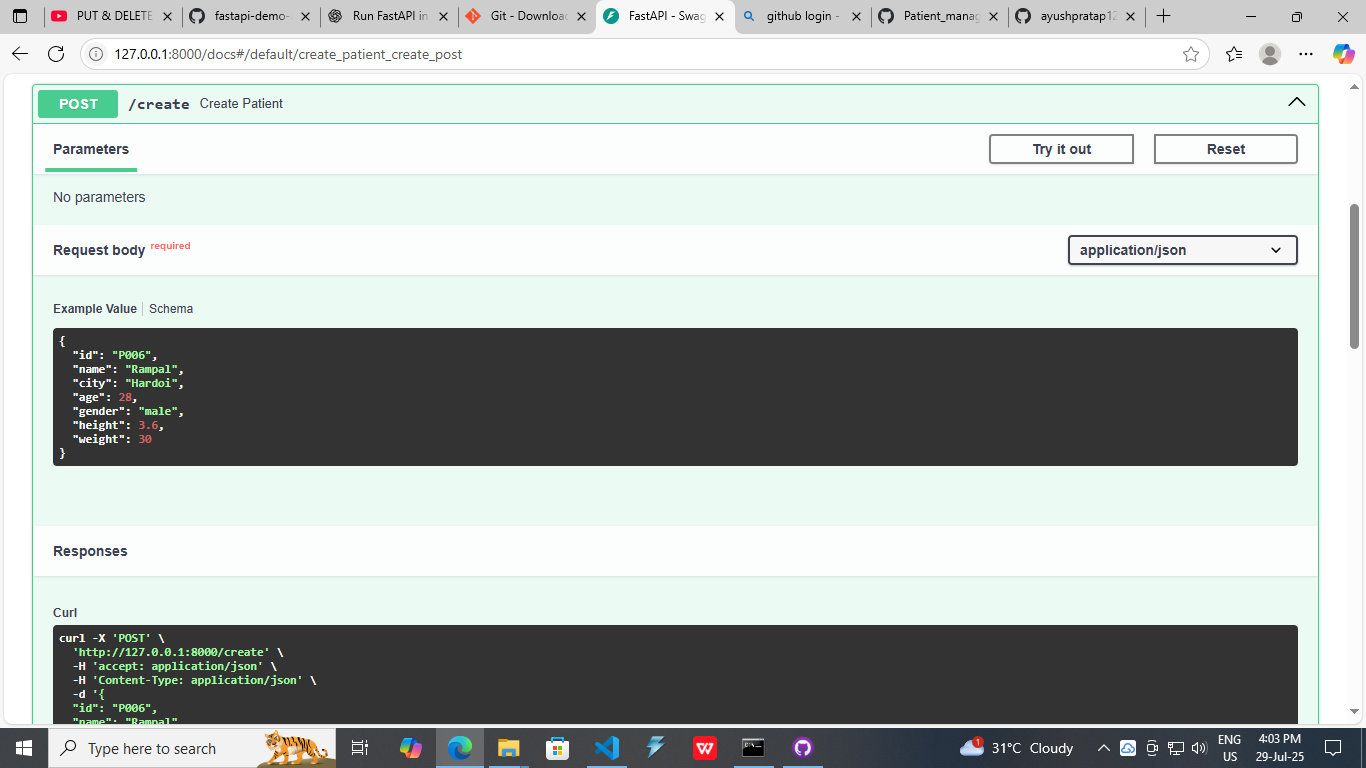 PUT & DELETE
fastapi-demo-
Run FastAPI in
Git - Download
FastAPI - Swag
github login -
Patient_manag
ayushpratap12
127.0.0.1:8000/docs#/default/create_patient_create_post
POST /create Create Patient
Parameters
Try it out
Reset
No parameters
Request body required
application/json
Example Value Schema
{
"id": "P006",
"name": "Rampal",
"city": "Hardoi",
"age": 28,
"gender": "male",
"height": 3.6,
"weight": 30
}
Responses
Curl
curl -X 'POST' \
'http://127.0.0.1:8000/create' \
-H 'accept: application/json' \
-H 'Content-Type: application/json' \
-d '{
"id": "P006",
"name": "Rampal"
Type here to search
1
31°C Cloudy
ENG
US
4:03 PM
29-Jul-25